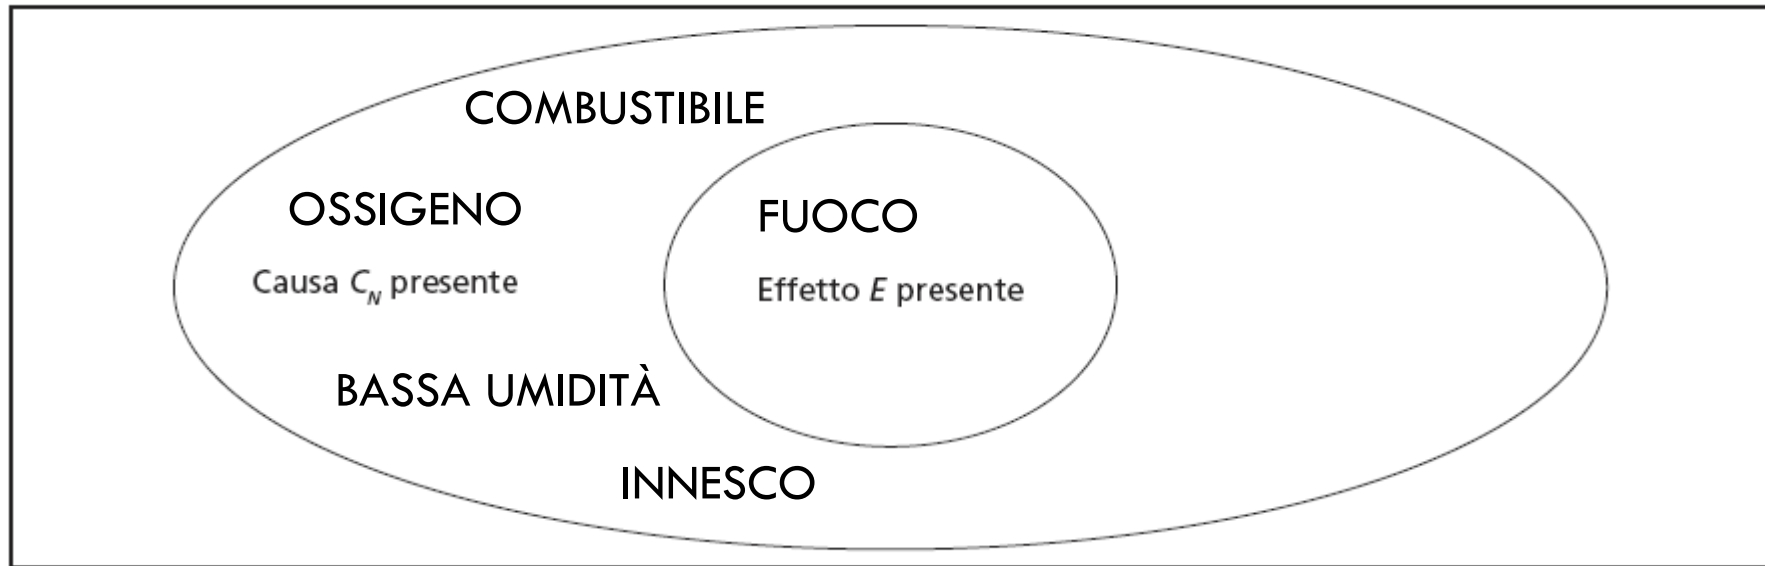 COMBUSTIBILE
OSSIGENO
FUOCO
Causa C_N presente
Effetto E presente
BASSA UMIDITÀ
INNESCO